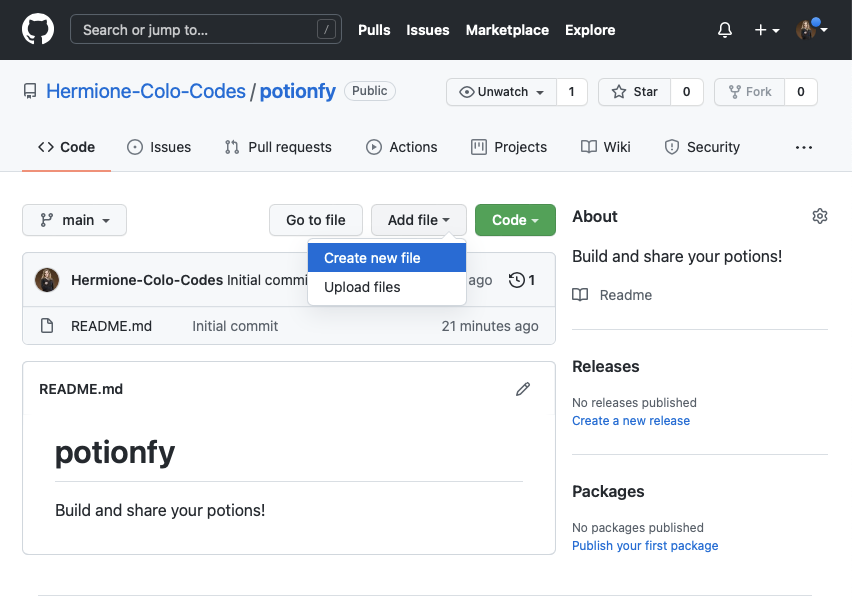 Search or jump to... /
Pulls Issues Marketplace Explore
Hermione-Colo-Codes / potionfy Public
Unwatch 1 Star 0 Fork 0
Code Issues Pull requests Actions Projects Wiki Security ...
main Go to file Add file Code
Create new file
Upload files
Hermione-Colo-Codes Initial commi ago 1
README.md Initial commit 21 minutes ago
README.md
potionfy
Build and share your potions!
About
Build and share your potions!
Readme
Releases
No releases published
Create a new release
Packages
No packages published
Publish your first package